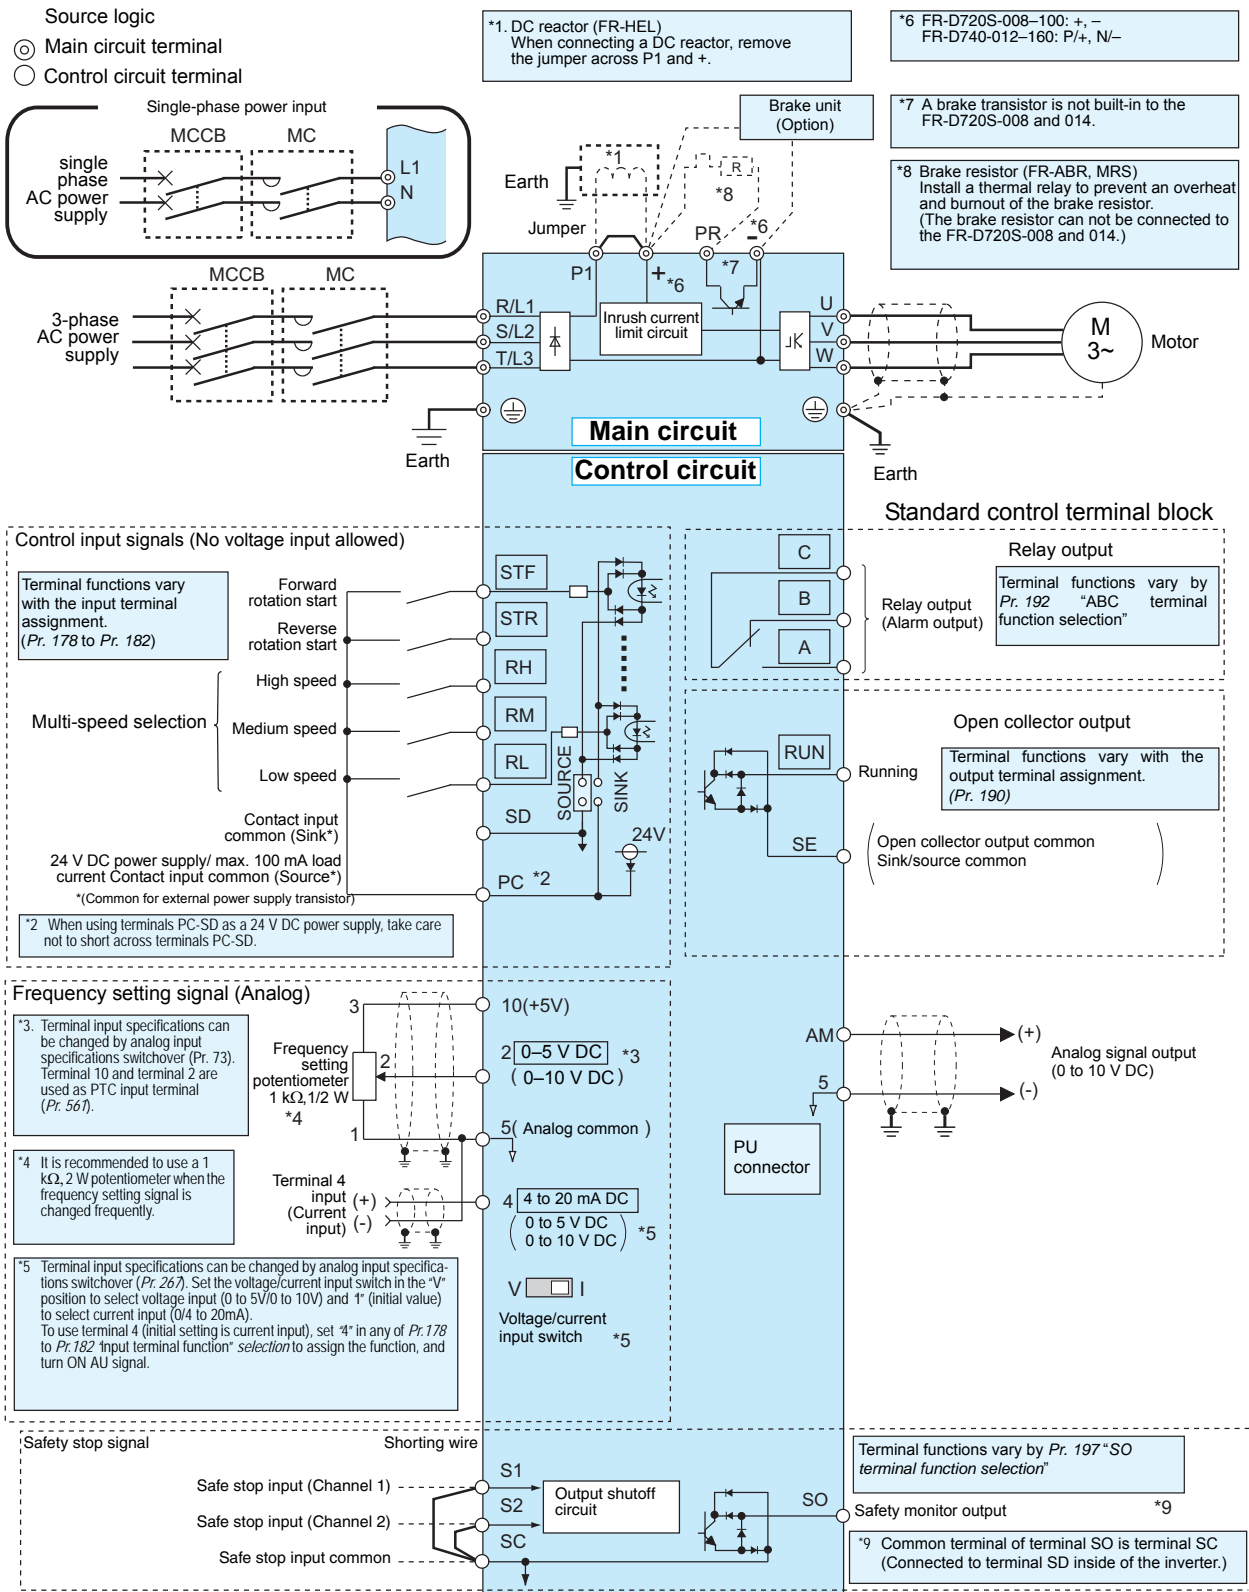 Source logic
Main circuit terminal
Control circuit terminal
*1. DC reactor (FR-HEL)
When connecting a DC reactor, remove
the jumper across P1 and +.
*6 FR-D720S-008–100: +, –
FR-D740-012–160: P/+, N/–
*7 A brake transistor is not built-in to the
FR-D720S-008 and 014.
*8 Brake resistor (FR-ABR, MRS)
Install a thermal relay to prevent an overheat
and burnout of the brake resistor.
(The brake resistor can not be connected to
the FR-D720S-008 and 014.)
Single-phase power input
MCCB
MC
single
phase
AC power
supply
L1
N
Brake unit
(Option)
*1
Earth
R
*8
Jumper
PR
-
*6
P1
+
*6
*7
MCCB
MC
3-phase
AC power
supply
R/L1
S/L2
T/L3
Inrush current
limit circuit
U
V
W
M
3~
Motor
Earth
Main circuit
Earth
Control circuit
Standard control terminal block
Control input signals (No voltage input allowed)
Terminal functions vary
with the input terminal
assignment.
(Pr. 178 to Pr. 182)
Forward
rotation start
Reverse
rotation start
High speed
Multi-speed selection
Medium speed
Low speed
Contact input
common (Sink*)
24 V DC power supply/ max. 100 mA load
current Contact input common (Source*)
*(Common for external power supply transistor)
*2 When using terminals PC-SD as a 24 V DC power supply, take care
not to short across terminals PC-SD.
STF
STR
RH
RM
RL
SD
PC *2
SOURCE
SINK
24V
C
B
A
Relay output
Relay output
(Alarm output)
Terminal functions vary by
Pr. 192 “ABC terminal
function selection”
Open collector output
RUN
Running
Terminal functions vary with the
output terminal assignment.
(Pr. 190)
SE
Open collector output common
Sink/source common
Frequency setting signal (Analog)
*3. Terminal input specifications can
be changed by analog input
specifications switchover (Pr. 73).
Terminal 10 and terminal 2 are
used as PTC input terminal
(Pr. 561).
*4 It is recommended to use a 1
kΩ, 2 W potentiometer when the
frequency setting signal is
changed frequently.
Frequency
setting
potentiometer
1 kΩ,1/2 W
*4
3
2
1
10(+5V)
2 0–5 V DC *3
(0–10 V DC)
5( Analog common )
Terminal 4
input
(Current
input)
(+)
(-)
4 4 to 20 mA DC
0 to 5 V DC
0 to 10 V DC
*5
*5 Terminal input specifications can be changed by analog input specifica-
tions switchover (Pr. 267). Set the voltage/current input switch in the “V”
position to select voltage input (0 to 5V/0 to 10V) and “I” (initial value)
to select current input (0/4 to 20mA).
To use terminal 4 (initial setting is current input), set “4” in any of Pr.178
to Pr.182 “Input terminal function” selection to assign the function, and
turn ON AU signal.
V
I
Voltage/current
input switch *5
AM
(+)
Analog signal output
(0 to 10 V DC)
5
(-)
PU
connector
Safety stop signal
Shorting wire
Safe stop input (Channel 1)
Safe stop input (Channel 2)
Safe stop input common
S1
S2
SC
Output shutoff
circuit
SO
Terminal functions vary by Pr. 197 “SO
terminal function selection”
Safety monitor output
*9
*9 Common terminal of terminal SO is terminal SC
(Connected to terminal SD inside of the inverter.)